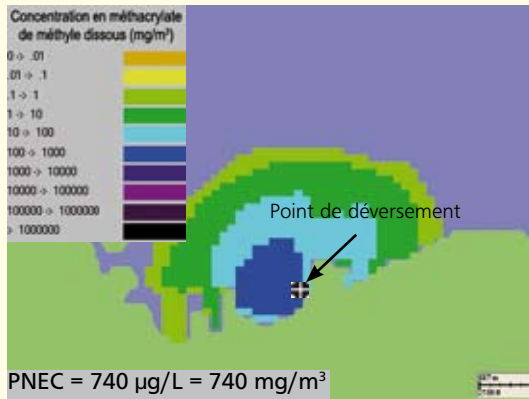 Concentration en méthacrylate
de méthyle dissous (mg/m³)
0 -> .01
.01 -> .1
.1 -> 1
1 -> 10
10 -> 100
100 -> 1000
1000 -> 10000
10000 -> 100000
100000 -> 1000000
> 1000000
Point de déversement
PNEC = 740 µg/L = 740 mg/m³